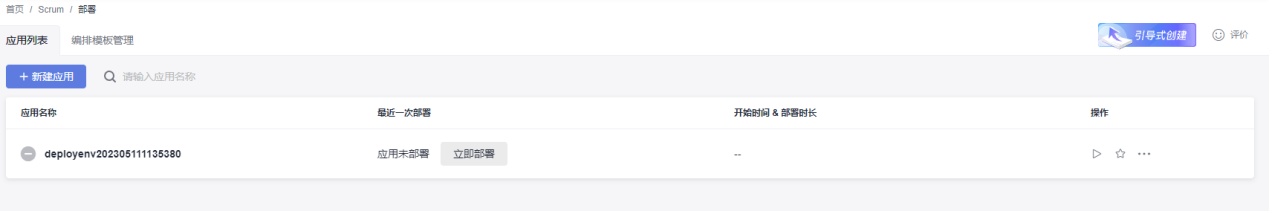 首页 / Scrum / 部署
应用列表 编排模板管理 引导式创建 评价
+ 新建应用 请输入应用名称
应用名称 最近一次部署 开始时间 & 部署时长 操作
deployenv202305111135380 应用未部署 立即部署 --